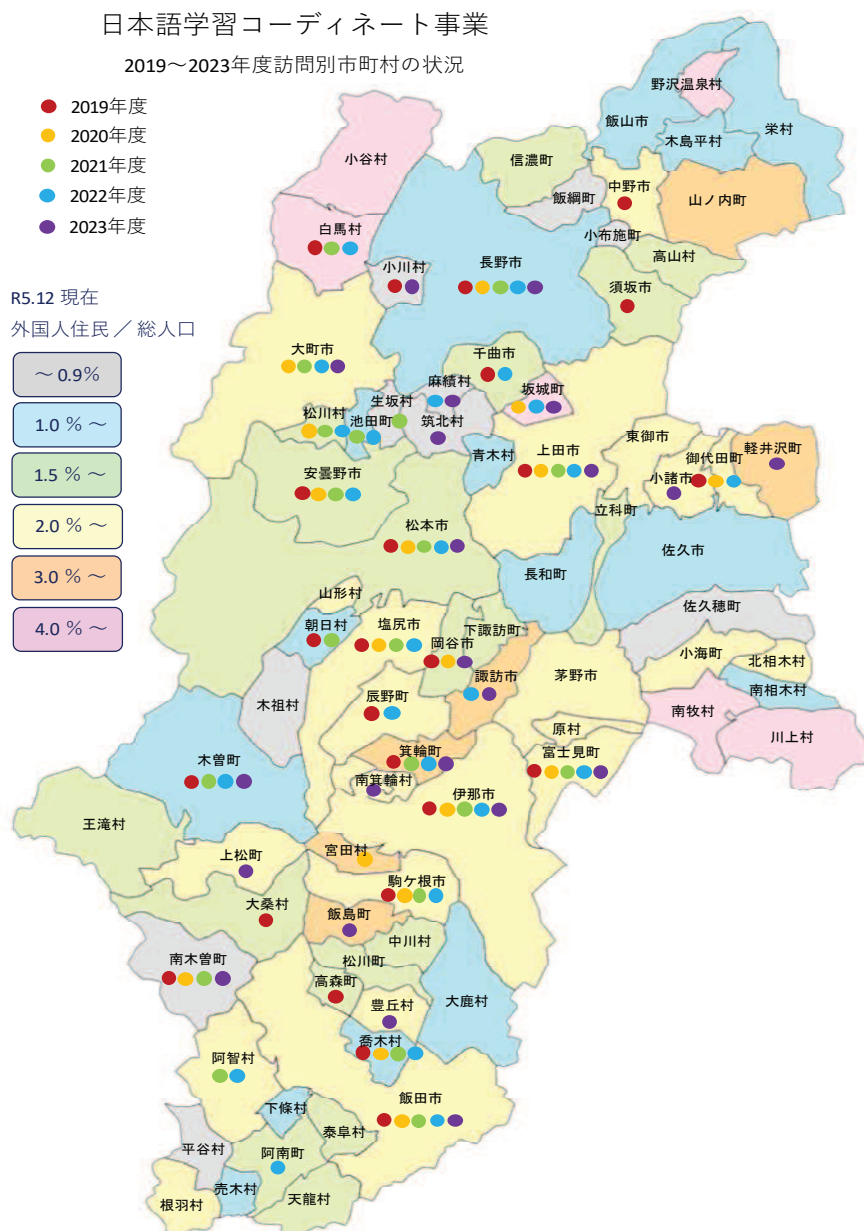 日本語学習コーディネート事業
2019～2023年度訪問別市町村の状況
2019年度
2020年度
2021年度
2022年度
2023年度
R5.12 現在
外国人住民／総人口
～ 0.9%
1.0 % ～
1.5 % ～
2.0 % ～
3.0 % ～
4.0 % ～
野沢温泉村
飯山市
栄村
木島平村
小谷村
信濃町
飯綱町
中野市
山ノ内町
白馬村
小布施町
高山村
小川村
長野市
須坂市
大町市
千曲市
麻績村
坂城町
生坂村
松川村
池田町
筑北村
青木村
上田市
東御市
御代田町
軽井沢町
小諸市
安曇野市
立科町
松本市
佐久市
長和町
山形村
朝日村
塩尻市
下諏訪町
岡谷市
佐久穂町
小海町
北相木村
南相木村
諏訪市
茅野市
木祖村
辰野町
南牧村
川上村
原村
富士見町
木曽町
箕輪町
南箕輪村
伊那市
王滝村
上松町
宮田村
駒ケ根市
大桑村
飯島町
中川村
松川町
南木曽町
高森町
豊丘村
大鹿村
喬木村
阿智村
飯田市
下條村
泰阜村
平谷村
阿南町
売木村
天龍村
根羽村